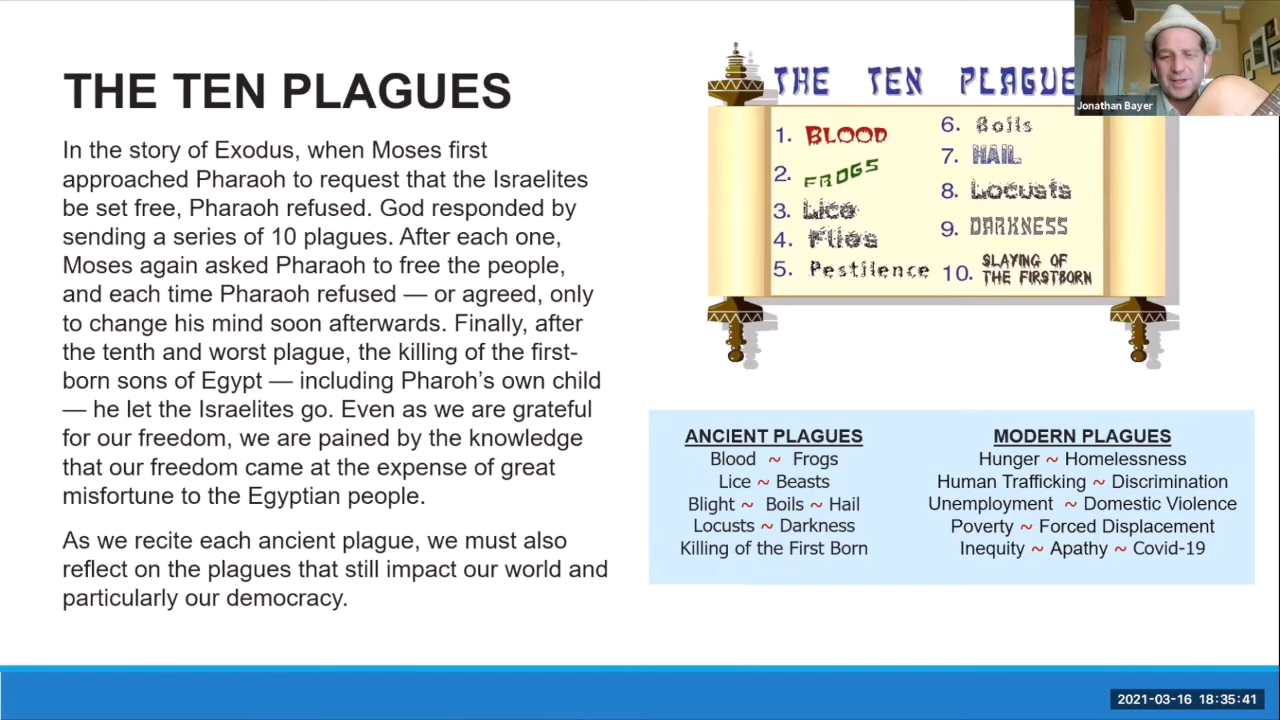 THE TEN PLAGUES
In the story of Exodus, when Moses first
approached Pharaoh to request that the Israelites
be set free, Pharaoh refused. God responded by
sending a series of 10 plagues. After each one,
Moses again asked Pharaoh to free the people,
and each time Pharaoh refused — or agreed, only
to change his mind soon afterwards. Finally, after
the tenth and worst plague, the killing of the first-
born sons of Egypt — including Pharoh’s own child
— he let the Israelites go. Even as we are grateful
for our freedom, we are pained by the knowledge
that our freedom came at the expense of great
misfortune to the Egyptian people.
As we recite each ancient plague, we must also
reflect on the plagues that still impact our world and
particularly our democracy.
THE TEN PLAGUE
1. BLOOD
2. FROGS
3. Lice
4. Flies
5. Pestilence
6. Boils
7. HAIL
8. Locusts
9. DARKNESS
10. SLAYING OF
THE FIRSTBORN
Jonathan Bayer
ANCIENT PLAGUES
Blood ~ Frogs
Lice ~ Beasts
Blight ~ Boils ~ Hail
Locusts ~ Darkness
Killing of the First Born
MODERN PLAGUES
Hunger ~ Homelessness
Human Trafficking ~ Discrimination
Unemployment ~ Domestic Violence
Poverty ~ Forced Displacement
Inequity ~ Apathy ~ Covid-19
2021-03-16 18:35:41